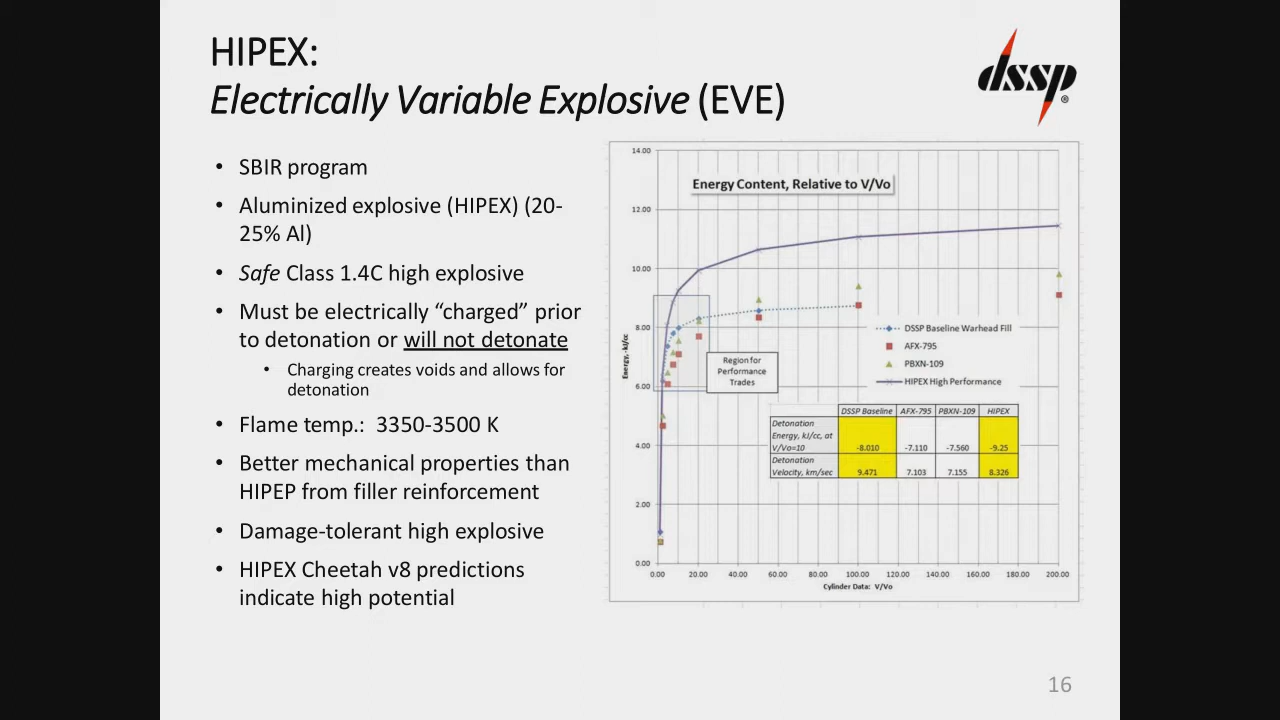 HIPEX:
Electrically Variable Explosive (EVE)
dssp®
• SBIR program
• Aluminized explosive (HIPEX) (20-
25% Al)
• Safe Class 1.4C high explosive
• Must be electrically “charged” prior
to detonation or will not detonate
• Charging creates voids and allows for
detonation
• Flame temp.: 3350-3500 K
• Better mechanical properties than
HIPEP from filler reinforcement
• Damage-tolerant high explosive
• HIPEX Cheetah v8 predictions
indicate high potential
Energy Content, Relative to V/Vo
14.00
12.00
10.00
8.00
6.00
4.00
2.00
0.00
Energy, -kJ/cc
0.00 20.00 40.00 60.00 80.00 100.00 120.00 140.00 160.00 180.00 200.00
Cylinder Data: V/Vo
Region for
Performance
Trades
DSSP Baseline Warhead Fill
AFX-795
PBXN-109
HIPEX High Performance
DSSP Baseline AFX-795 PBXN-109 HIPEX
Detonation
Energy, kJ/cc, at
V/Vo=10 -8.010 -7.110 -7.560 -9.25
Detonation
Velocity, km/sec 9.471 7.103 7.155 8.326
16